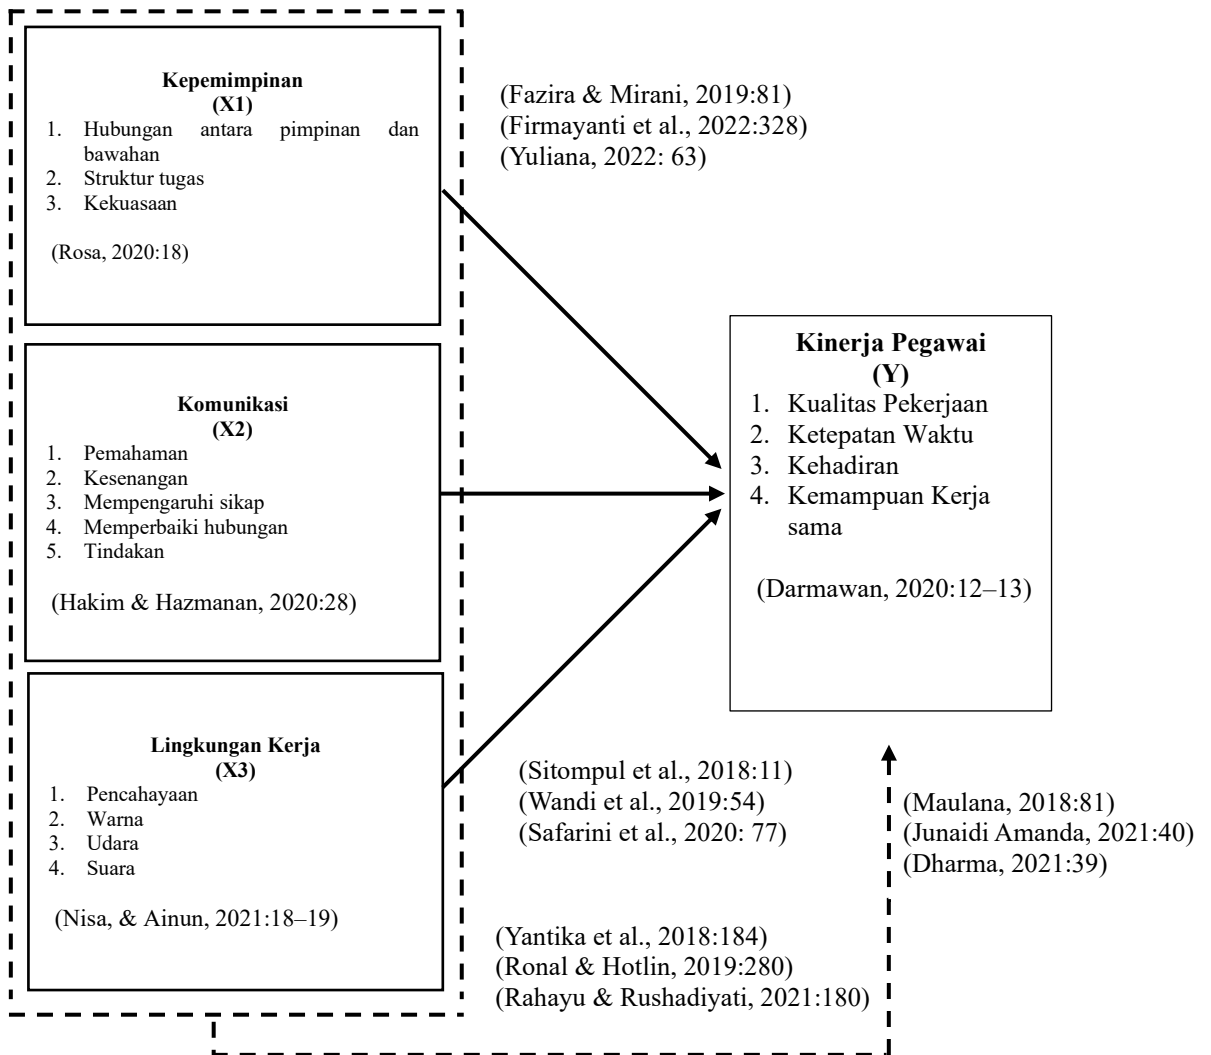 Kepemimpinan
(X1)
1. Hubungan antara pimpinan dan
bawahan
2. Struktur tugas
3. Kekuasaan
(Rosa, 2020:18)
(Fazira & Mirani, 2019:81)
(Firmayanti et al., 2022:328)
(Yuliana, 2022: 63)
Komunikasi
(X2)
1. Pemahaman
2. Kesenangan
3. Mempengaruhi sikap
4. Memperbaiki hubungan
5. Tindakan
(Hakim & Hazmanan, 2020:28)
Kinerja Pegawai
(Y)
1. Kualitas Pekerjaan
2. Ketepatan Waktu
3. Kehadiran
4. Kemampuan Kerja
sama
(Darmawan, 2020:12–13)
Lingkungan Kerja
(X3)
1. Pencahayaan
2. Warna
3. Udara
4. Suara
(Nisa, & Ainun, 2021:18–19)
(Sitompul et al., 2018:11)
(Wandi et al., 2019:54)
(Safarini et al., 2020: 77)
(Maulana, 2018:81)
(Junaidi Amanda, 2021:40)
(Dharma, 2021:39)
(Yantika et al., 2018:184)
(Ronal & Hotlin, 2019:280)
(Rahayu & Rushadiyati, 2021:180)